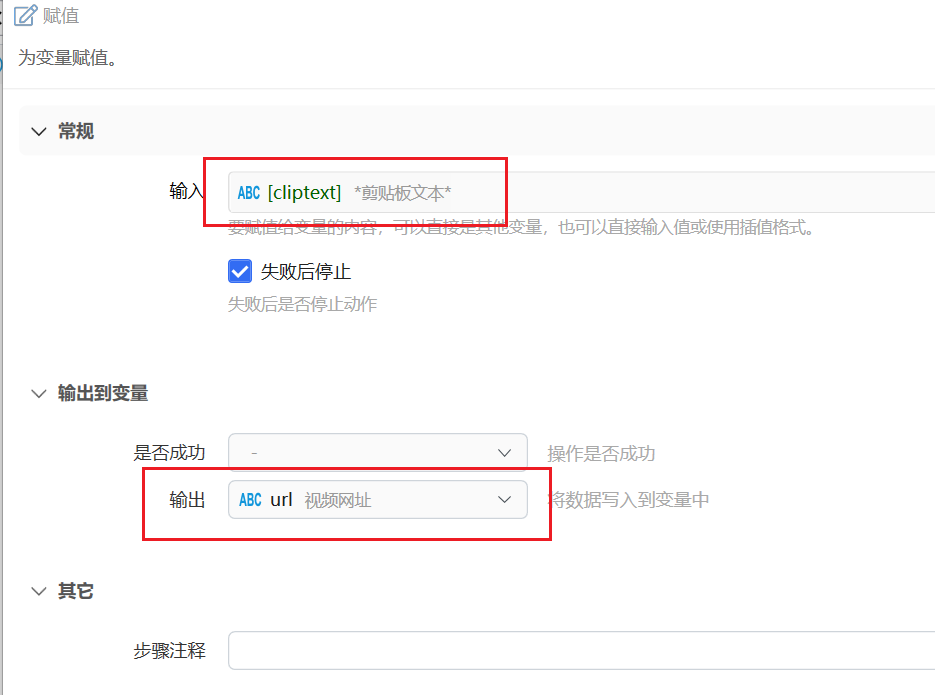 赋值
为变量赋值。
常规
输入 ABC [cliptext] *剪贴板文本*
要赋值给变量的内容，可以直接是其他变量，也可以直接输入值或使用插值格式。
失败后停止
失败后是否停止动作
输出到变量
是否成功 - 操作是否成功
输出 ABC url 视频网址 将数据写入到变量中
其它
步骤注释